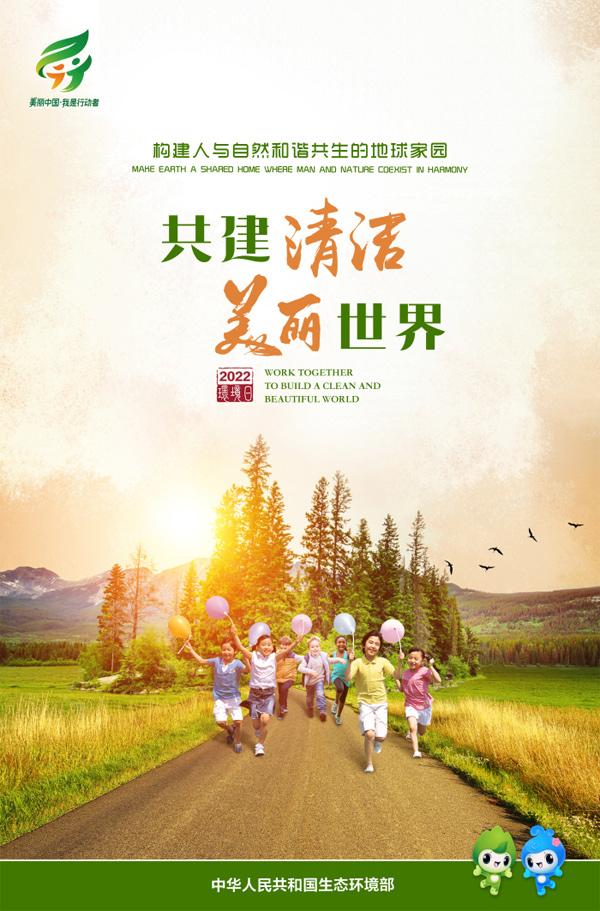 美丽中国·我是行动者
构建人与自然和谐共生的地球家园
MAKE EARTH A SHARED HOME WHERE MAN AND NATURE COEXIST IN HARMONY
共建清洁
美丽世界
2022
環境日
WORK TOGETHER
TO BUILD A CLEAN AND
BEAUTIFUL WORLD
中华人民共和国生态环境部